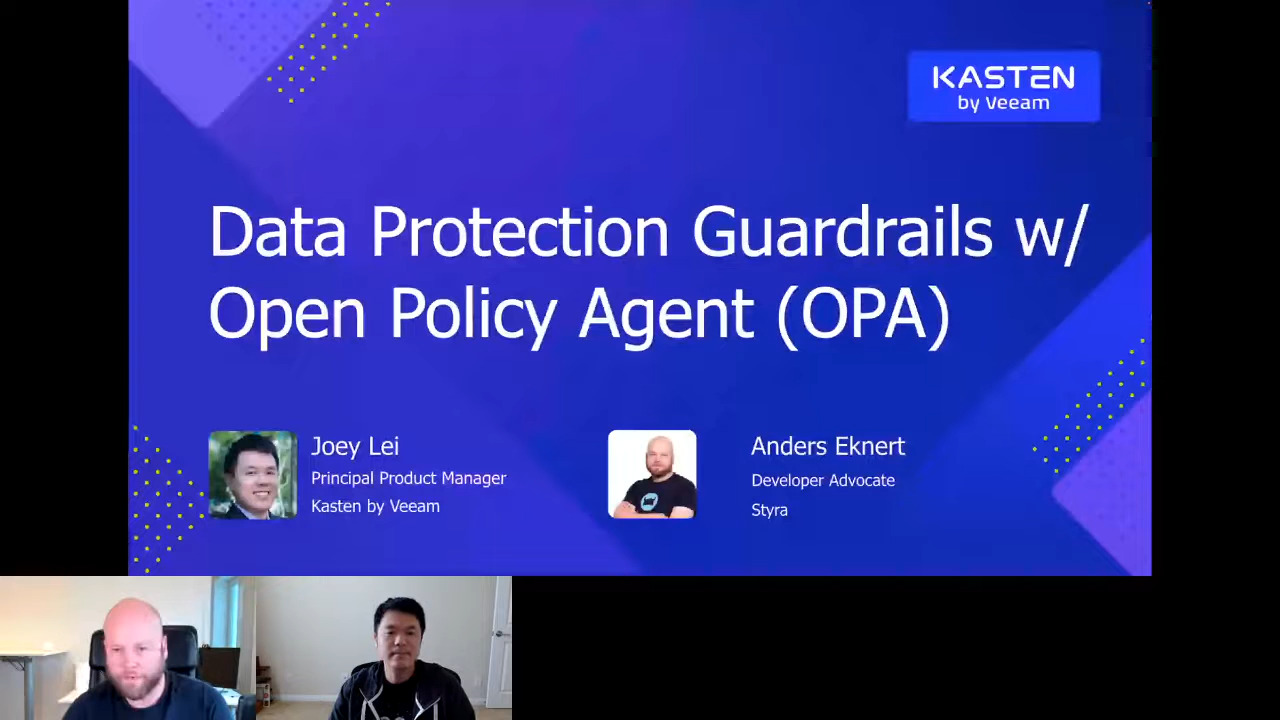 KASTEN
by Veeam
Data Protection Guardrails w/
Open Policy Agent (OPA)
Joey Lei
Principal Product Manager
Kasten by Veeam
Anders Eknert
Developer Advocate
Styra